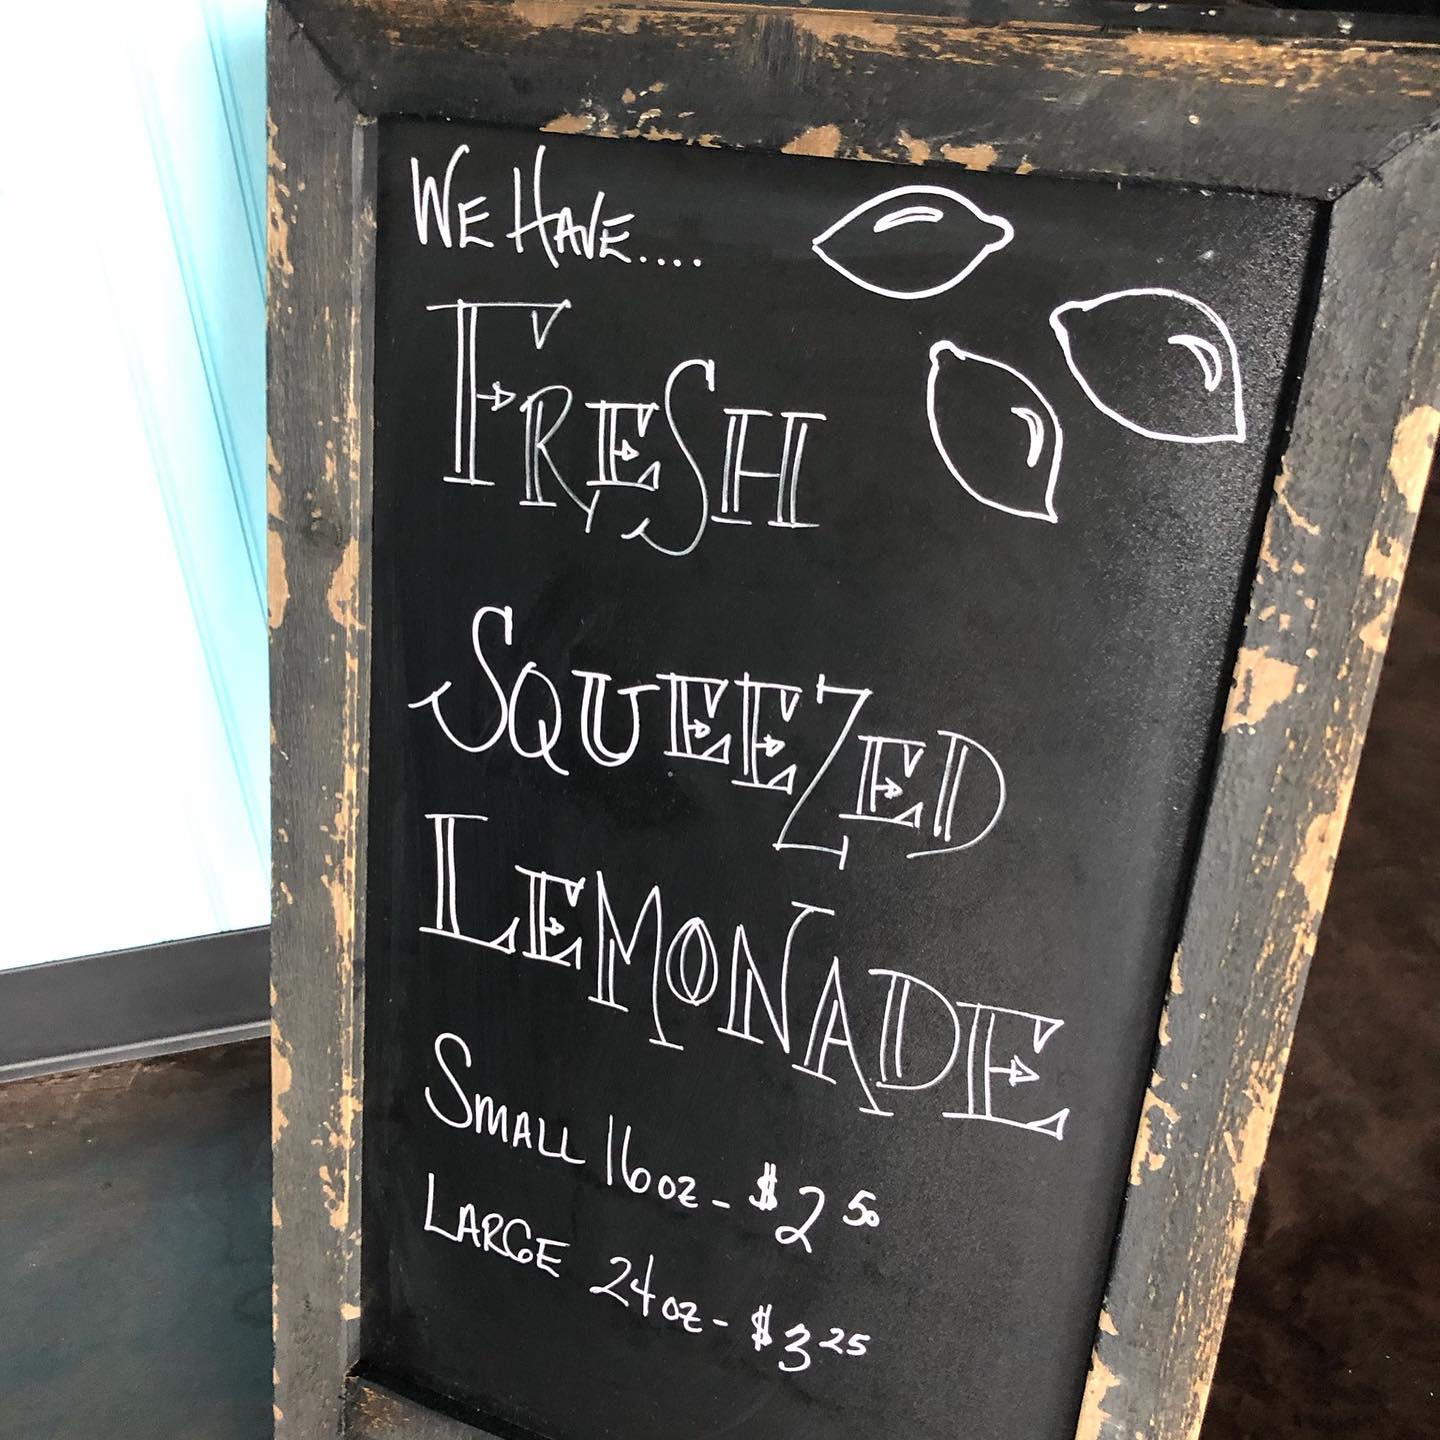 We Have....
Fresh
Squeezed
Lemonade
Small 16oz - $2 50
Large 24oz - $3 25